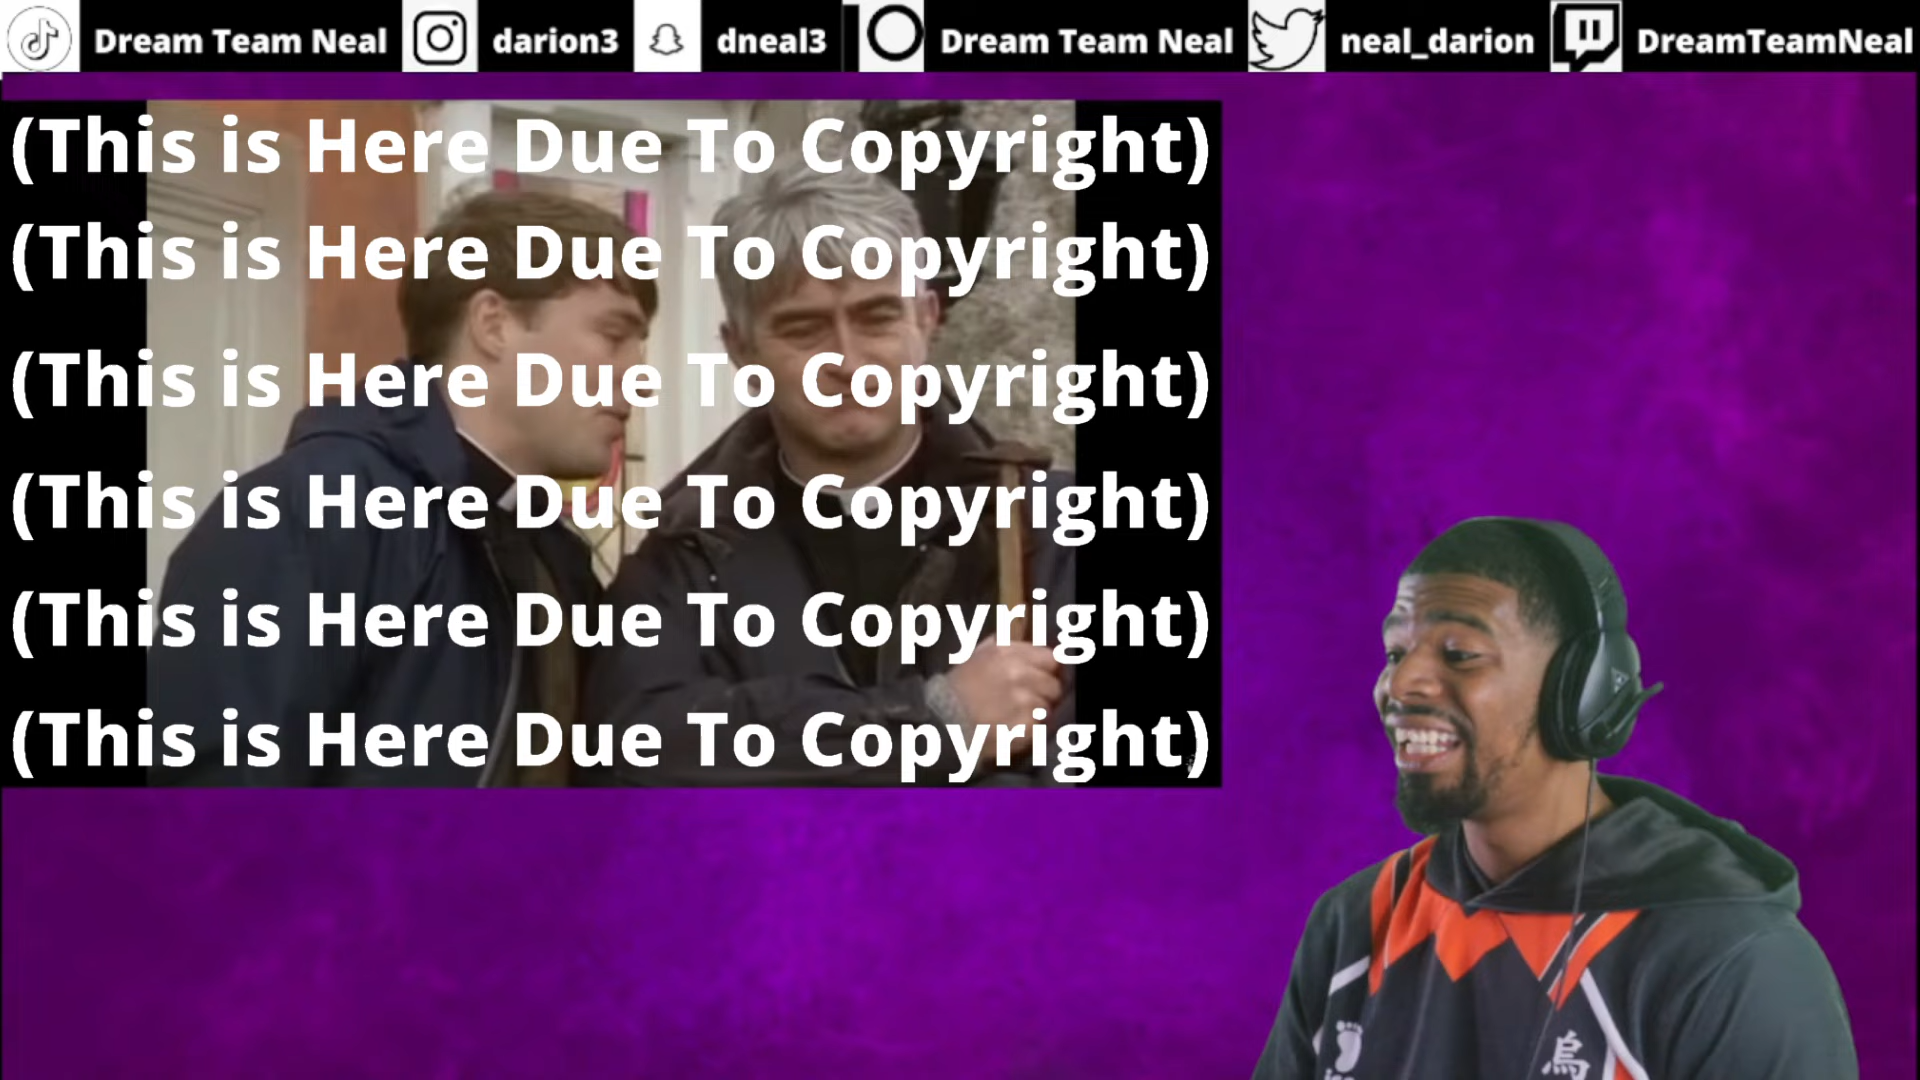 Dream Team Neal darion3 dneal3 Dream Team Neal neal_darion DreamTeamNeal
(This is Here Due To Copyright)
(This is Here Due To Copyright)
(This is Here Due To Copyright)
(This is Here Due To Copyright)
(This is Here Due To Copyright)
(This is Here Due To Copyright)
烏